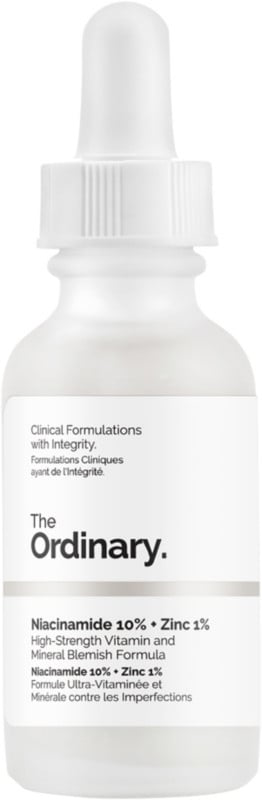 Clinical Formulations
with Integrity.
Formulations Cliniques
ayant de l'Intégrité.
The
Ordinary.
Niacinamide 10% + Zinc 1%
High-Strength Vitamin and
Mineral Blemish Formula
Niacinamide 10% + Zinc 1%
Formule Ultra-Vitaminée et
Minérale contre les Imperfections